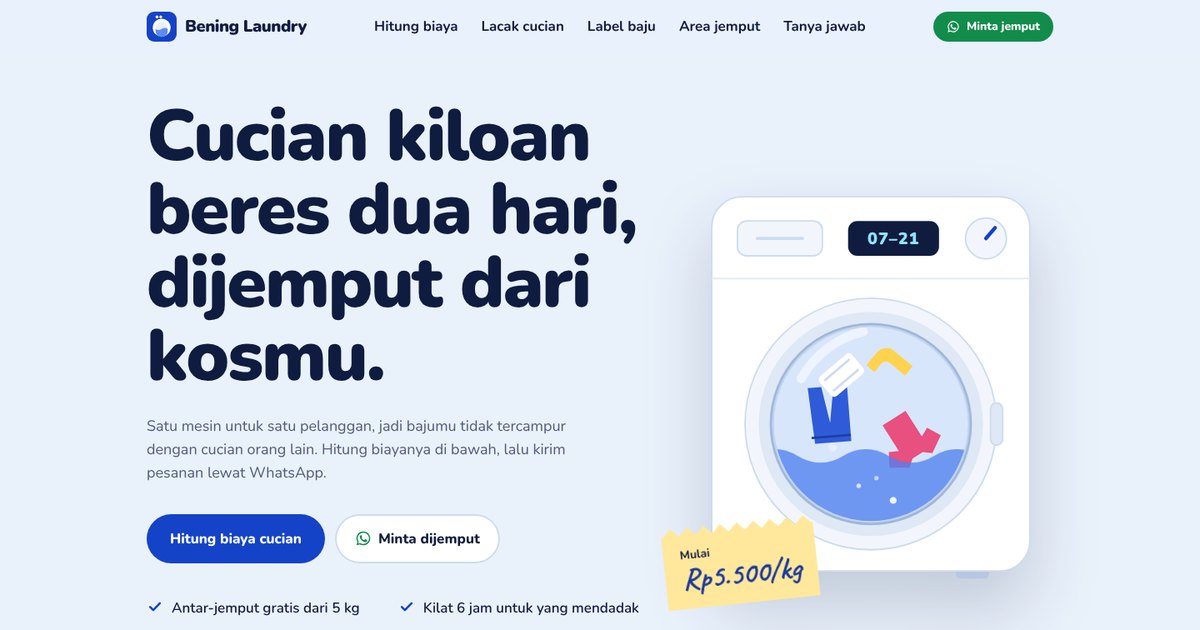 Bening Laundry
Hitung biaya
Lacak cucian
Label baju
Area jemput
Tanya jawab
Minta jemput
Cucian kiloan
beres dua hari,
dijemput dari
kosmu.
07–21
Satu mesin untuk satu pelanggan, jadi bajumu tidak tercampur
dengan cucian orang lain. Hitung biayanya di bawah, lalu kirim
pesanan lewat WhatsApp.
Hitung biaya cucian
Minta dijemput
Mulai
Rp5.500/kg
Antar-jemput gratis dari 5 kg
Kilat 6 jam untuk yang mendadak